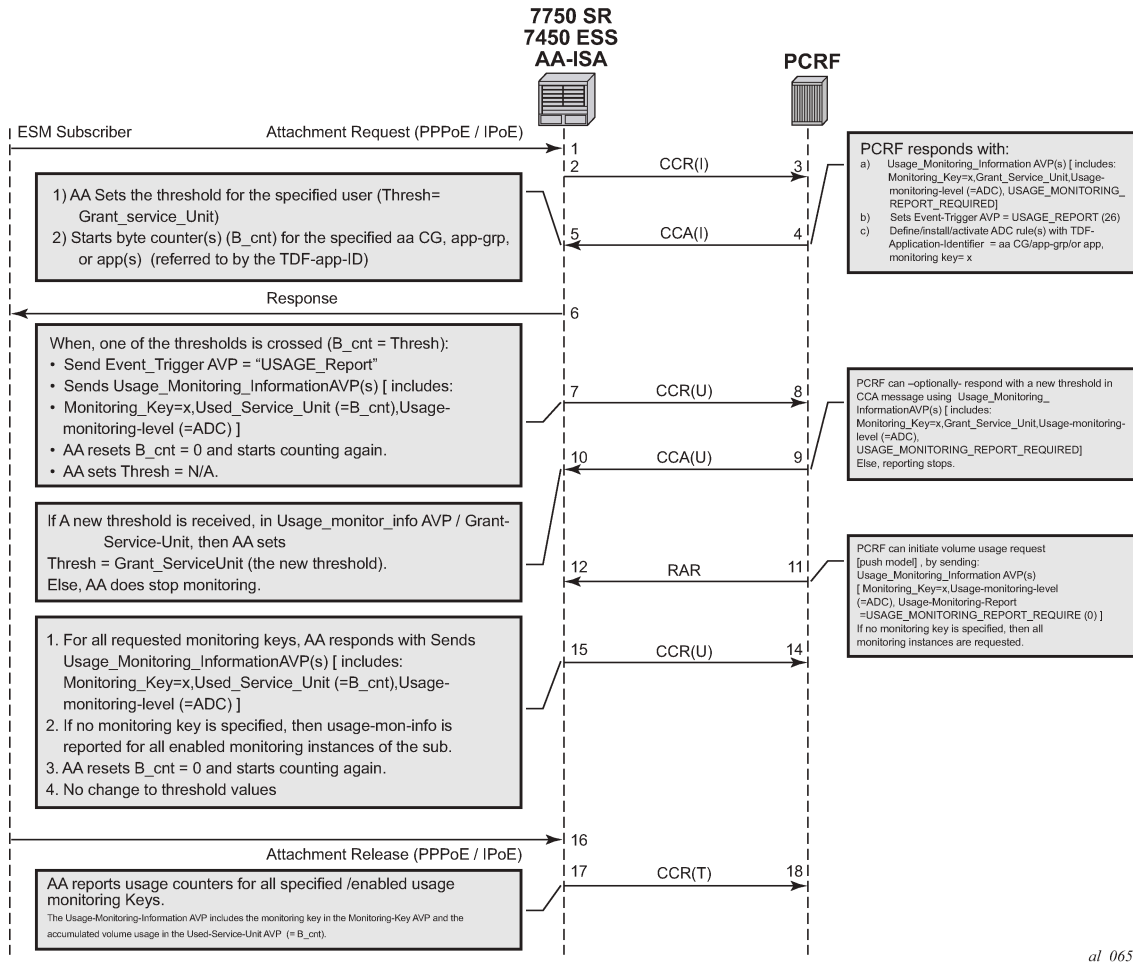 7750 SR
7450 ESS
AA-ISA
PCRF
ESM Subscriber
Attachment Request (PPPoE / IPoE)
1
2
CCR(I)
3
PCRF responds with:
a) Usage_Monitoring_Information AVP(s) [ includes:
Monitoring_Key=x,Grant_Service_Unit,Usage-
monitoring-level (=ADC), USAGE_MONITORING_
REPORT_REQUIRED]
b) Sets Event-Trigger AVP = USAGE_REPORT (26)
c) Define/install/activate ADC rule(s) with TDF-
Application-Identifier = aa CG/app-grp/or app,
monitoring key= x
1) AA Sets the threshold for the specified user (Thresh=
Grant_service_Unit)
2) Starts byte counter(s) (B_cnt) for the specified aa CG, app-grp,
or app(s) (referred to by the TDF-app-ID)
5
CCA(I)
4
Response
6
When, one of the thresholds is crossed (B_cnt = Thresh):
• Send Event_Trigger AVP = “USAGE_Report”
• Sends Usage_Monitoring_InformationAVP(s) [ includes:
• Monitoring_Key=x,Used_Service_Unit (=B_cnt),Usage-
monitoring-level (=ADC) ]
• AA resets B_cnt = 0 and starts counting again.
• AA sets Thresh = N/A.
7
CCR(U)
8
PCRF can –optionally- respond with a new threshold in
CCA message using Usage_Monitoring_
InformationAVP(s) [ includes:
Monitoring_Key=x,Grant_Service_Unit,Usage-monitoring-
level (=ADC),
USAGE_MONITORING_REPORT_REQUIRED]
Else, reporting stops.
10
CCA(U)
9
If A new threshold is received, in Usage_monitor_info AVP / Grant-
Service-Unit, then AA sets
Thresh = Grant_ServiceUnit (the new threshold).
Else, AA does stop monitoring.
12
RAR
11
PCRF can initiate volume usage request
[push model] , by sending:
Usage_Monitoring_Information AVP(s)
[ Monitoring_Key=x,Usage-monitoring-level
(=ADC), Usage-Monitoring-Report
=USAGE_MONITORING_REPORT_REQUIRE (0) ]
If no monitoring key is specified, then all
monitoring instances are requested.
1. For all requested monitoring keys, AA responds with Sends
Usage_Monitoring_InformationAVP(s) [ includes:
Monitoring_Key=x,Used_Service_Unit (=B_cnt),Usage-
monitoring-level (=ADC) ]
2. If no monitoring key is specified, then usage-mon-info is
reported for all enabled monitoring instances of the sub.
3. AA resets B_cnt = 0 and starts counting again.
4. No change to threshold values
15
CCR(U)
14
16
Attachment Release (PPPoE / IPoE)
17
CCR(T)
18
AA reports usage counters for all specified /enabled usage
monitoring Keys.
The Usage-Monitoring-Information AVP includes the monitoring key in the Monitoring-Key AVP and the
accumulated volume usage in the Used-Service-Unit AVP (= B_cnt).
al_065